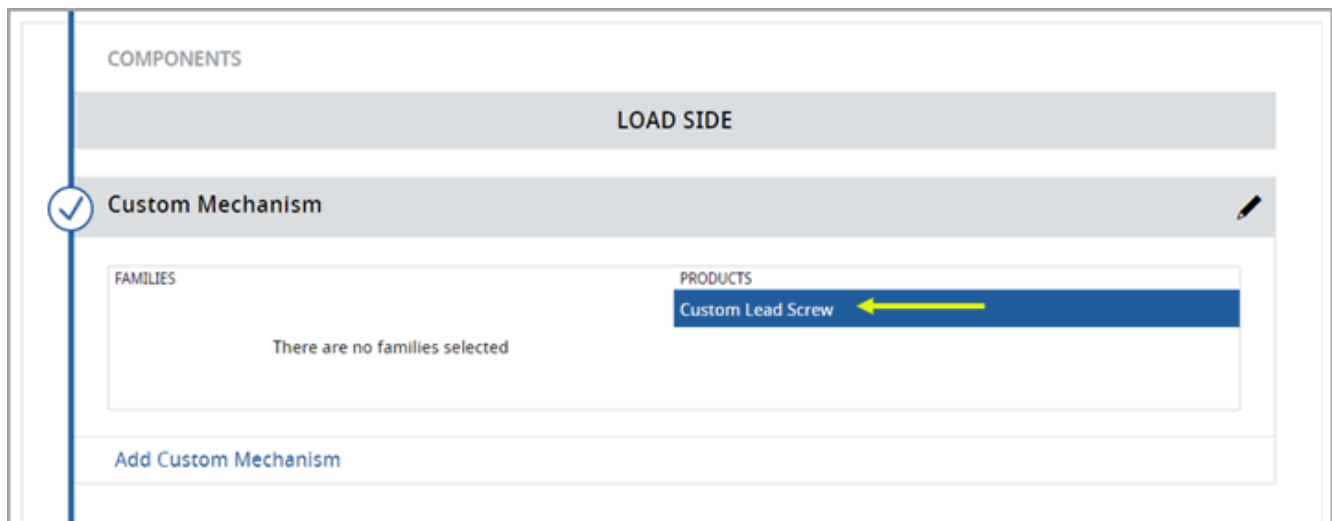 COMPONENTS
LOAD SIDE
Custom Mechanism
FAMILIES
PRODUCTS
Custom Lead Screw
There are no families selected
Add Custom Mechanism